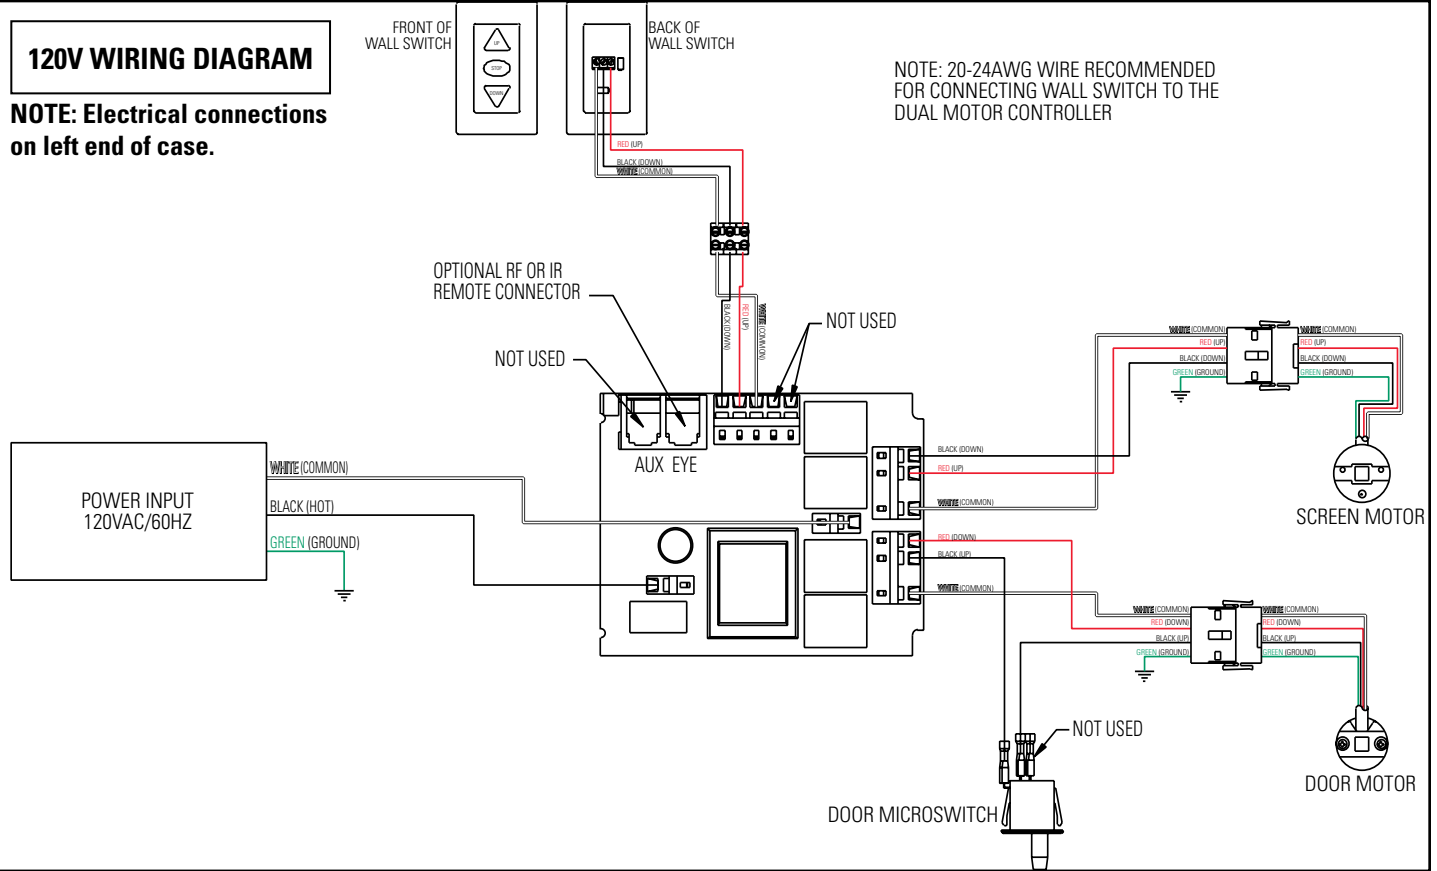 120V WIRING DIAGRAM
NOTE: Electrical connections
on left end of case.
FRONT OF
WALL SWITCH
UP
STOP
DOWN
BACK OF
WALL SWITCH
NOTE: 20-24AWG WIRE RECOMMENDED
FOR CONNECTING WALL SWITCH TO THE
DUAL MOTOR CONTROLLER
RED (UP)
BLACK (DOWN)
WHITE (COMMON)
OPTIONAL RF OR IR
REMOTE CONNECTOR
NOT USED
BLACK (DOWN)
RED (UP)
WHITE (COMMON)
NOT USED
AUX EYE
POWER INPUT
120VAC/60HZ
WHITE (COMMON)
BLACK (HOT)
GREEN (GROUND)
BLACK (DOWN)
RED (UP)
WHITE (COMMON)
RED (DOWN)
BLACK (UP)
WHITE (COMMON)
WHITE (COMMON)
RED (UP)
BLACK (DOWN)
GREEN (GROUND)
WHITE (COMMON)
RED (UP)
BLACK (DOWN)
GREEN (GROUND)
SCREEN MOTOR
WHITE (COMMON)
RED (DOWN)
BLACK (UP)
GREEN (GROUND)
WHITE (COMMON)
RED (DOWN)
BLACK (UP)
GREEN (GROUND)
DOOR MOTOR
NOT USED
DOOR MICROSWITCH